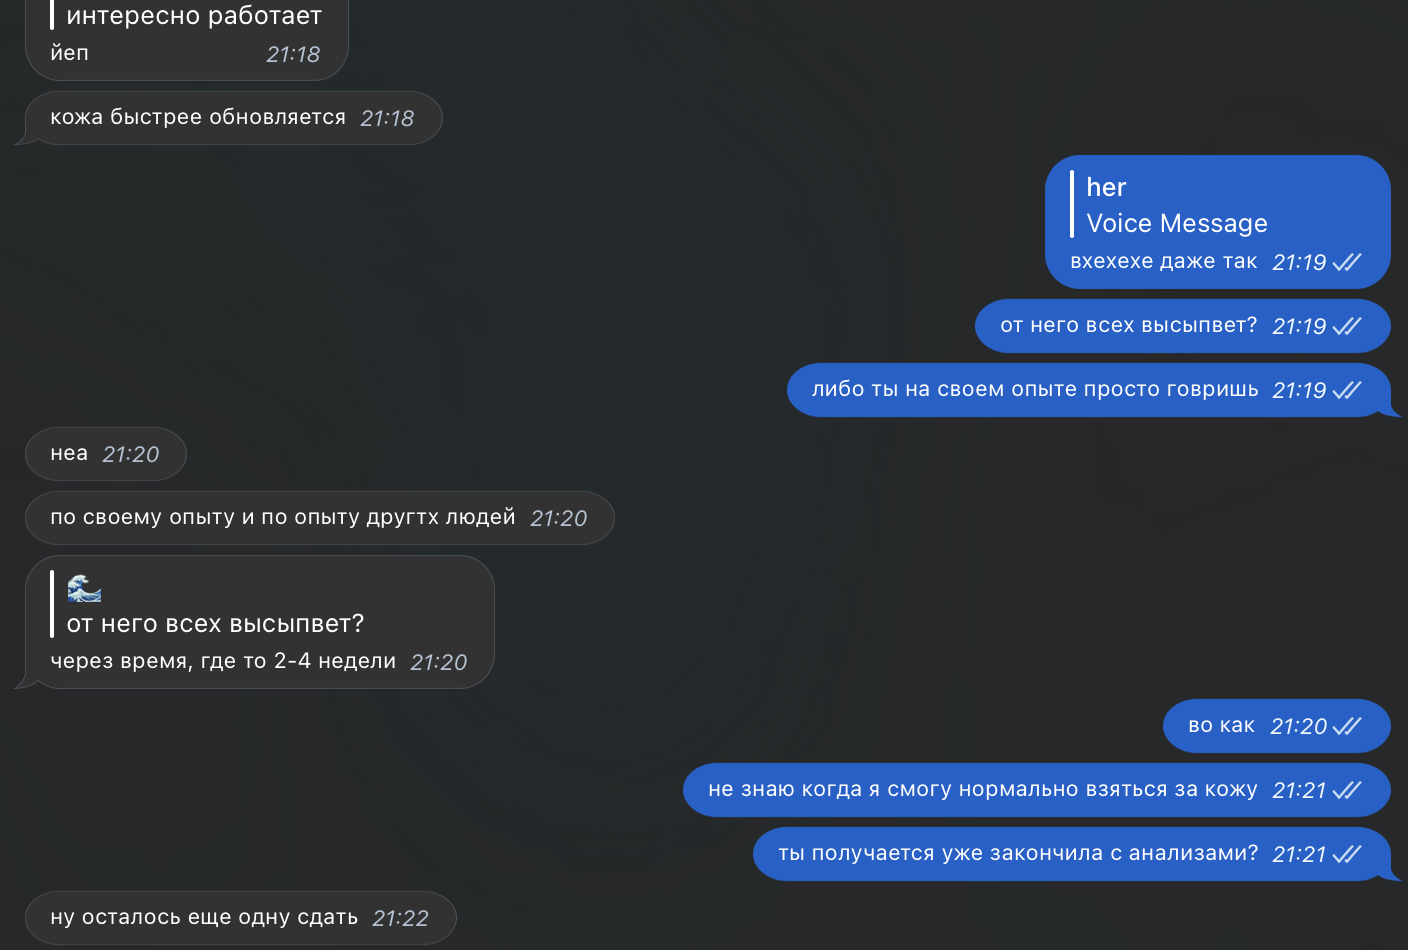 интересно работает
йеп 21:18
кожа быстрее обновляется 21:18
her
Voice Message
вхехехе даже так 21:19
от него всех высыпвет? 21:19
либо ты на своем опыте просто говришь 21:19
неа 21:20
по своему опыту и по опыту другтх людей 21:20
🌊
от него всех высыпвет?
через время, где то 2-4 недели 21:20
во как 21:20
не знаю когда я смогу нормально взяться за кожу 21:21
ты получается уже закончила с анализами? 21:21
ну осталось еще одну сдать 21:22